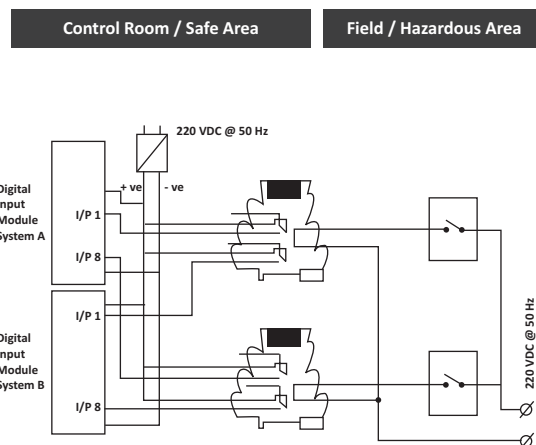 Control Room / Safe Area
Field / Hazardous Area
220 VDC @ 50 Hz
+ ve
- ve
Digital
Input
Module
System A
I/P 1
I/P 8
Digital
Input
Module
System B
I/P 1
I/P 8
220 VDC @ 50 Hz